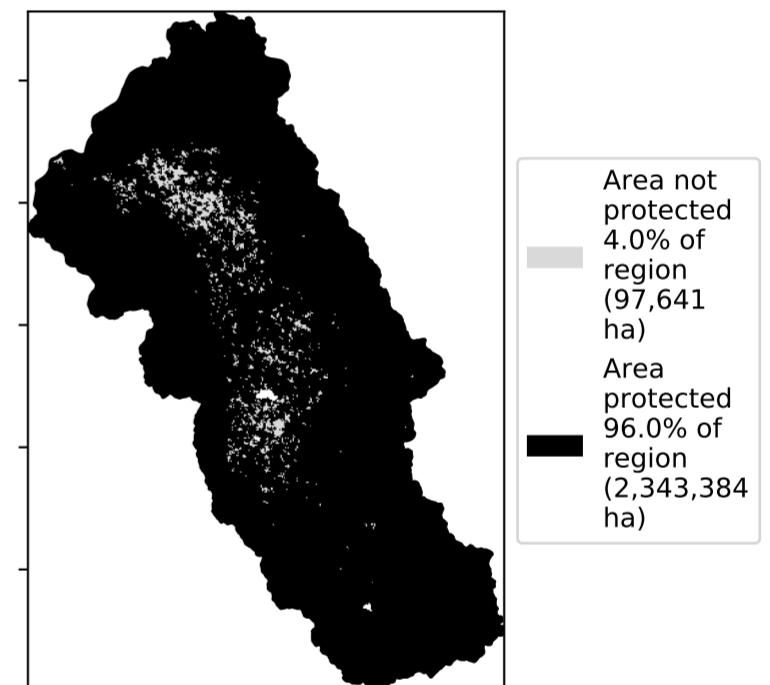 Area not
protected
4.0% of
region
(97,641
ha)
Area
protected
96.0% of
region
(2,343,384
ha)